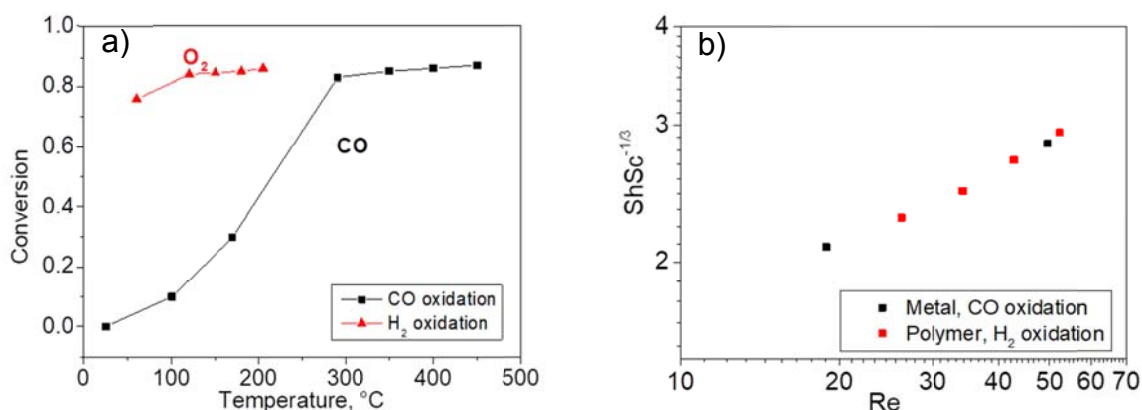 a)
O2
CO
Conversion
1.0
0.8
0.6
0.4
0.2
0.0
0
100
200
300
400
500
Temperature, °C
CO oxidation
H2 oxidation
b)
ShSc-1/3
4
3
2
10
20
30
40
50
60
70
Re
Metal, CO oxidation
Polymer, H2 oxidation